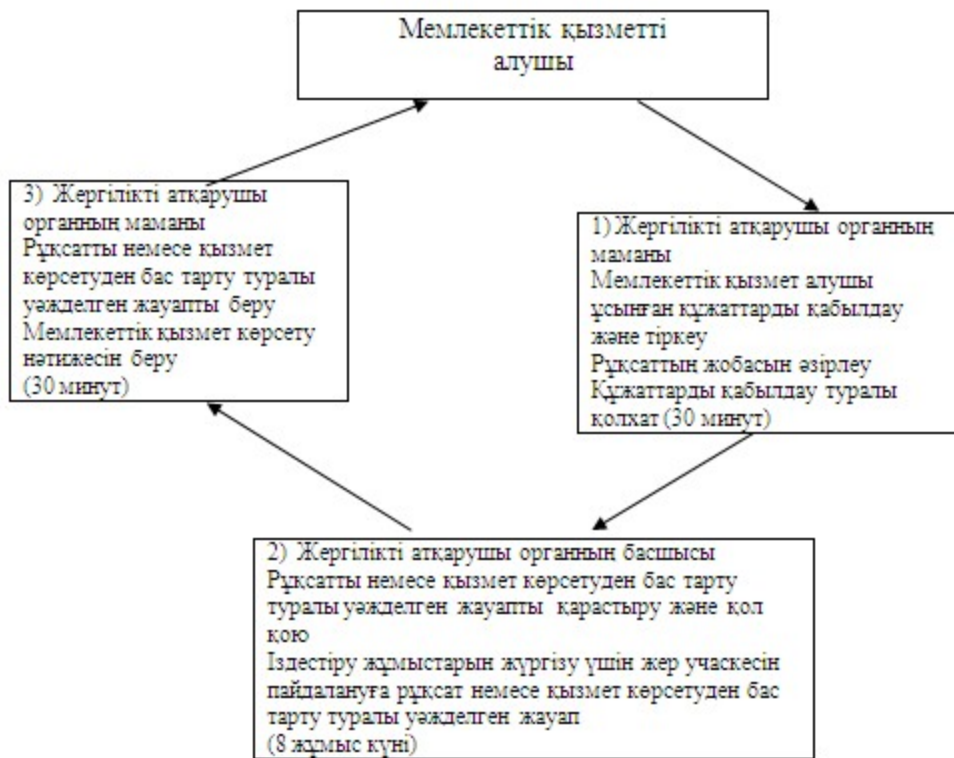 Мемлекеттік қызметті
алушы
3) Жергілікті атқарушы
органның маманы
Рұқсатты немесе қызмет
көрсетуден бас тарту туралы
уәжделген жауапты беру
Мемлекеттік қызмет көрсету
нәтижесін беру
(30 минут)
1) Жергілікті атқарушы органның
маманы
Мемлекеттік қызмет алушы
ұсынған құжаттарды қабылдау
және тіркеу
Рұқсаттың жобасын әзірлеу
Құжаттарды қабылдау туралы
қолхат (30 минут)
2) Жергілікті атқарушы органның басшысы
Рұқсатты немесе қызмет көрсетуден бас тарту
туралы уәжделген жауапты қарастыру және қол
қою
Іздестіру жұмыстарын жүргізу үшін жер учаскесін
пайдалануға рұқсат немесе қызмет көрсетуден бас
тарту туралы уәжделген жауап
(8 жұмыс күні)